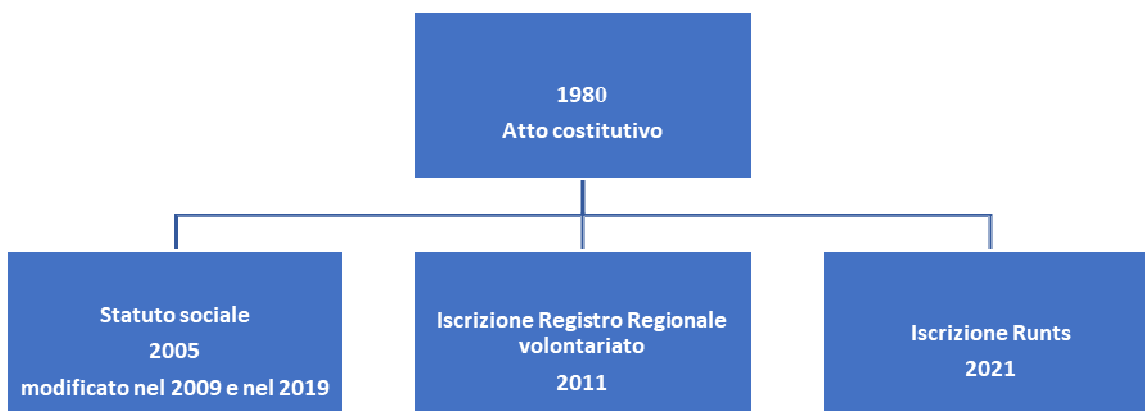 1980
Atto costitutivo
Statuto sociale
2005
modificato nel 2009 e nel 2019
Iscrizione Registro Regionale
volontariato
2011
Iscrizione Runts
2021